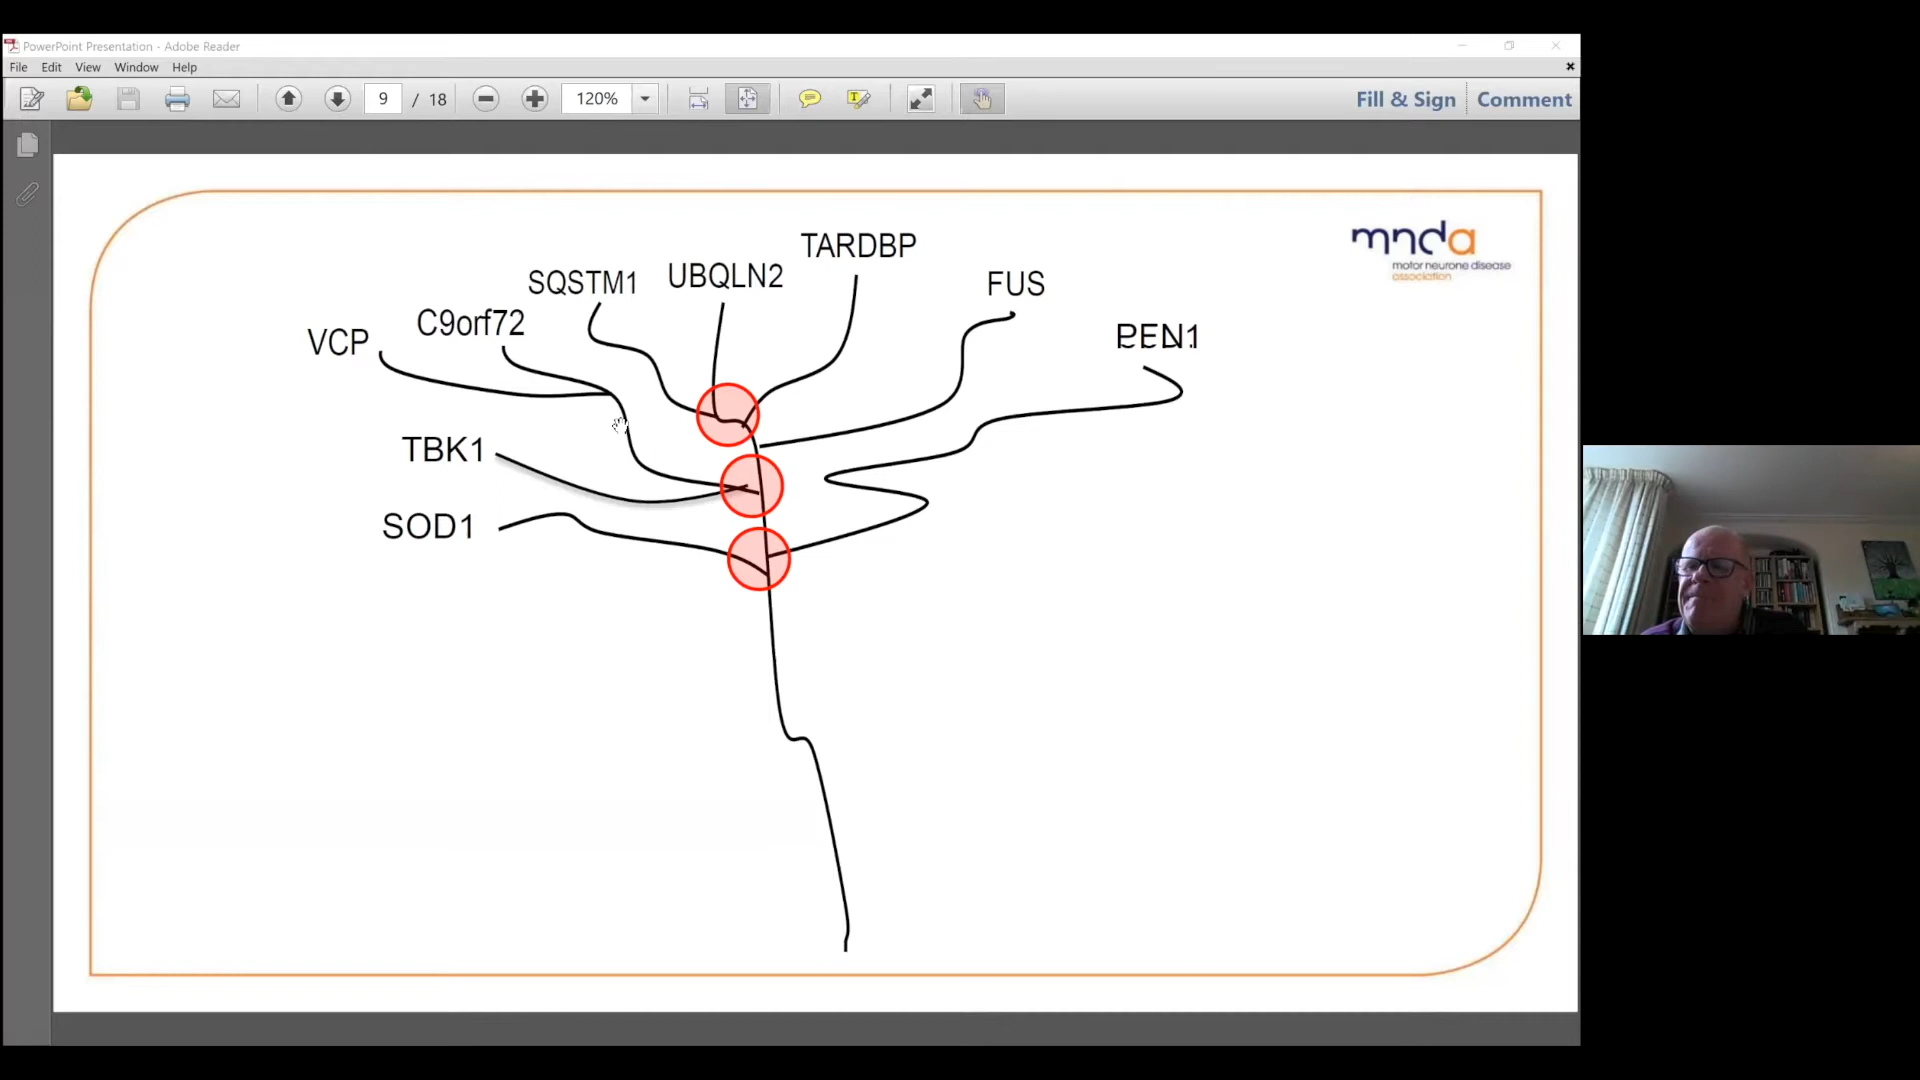 PowerPoint Presentation - Adobe Reader
File Edit View Window Help
9 / 18 120% Fill & Sign Comment
mnda
motor neurone disease
association
TARDBP
UBQLN2
SQSTM1
FUS
C9orf72
VCP
TBK1
SOD1